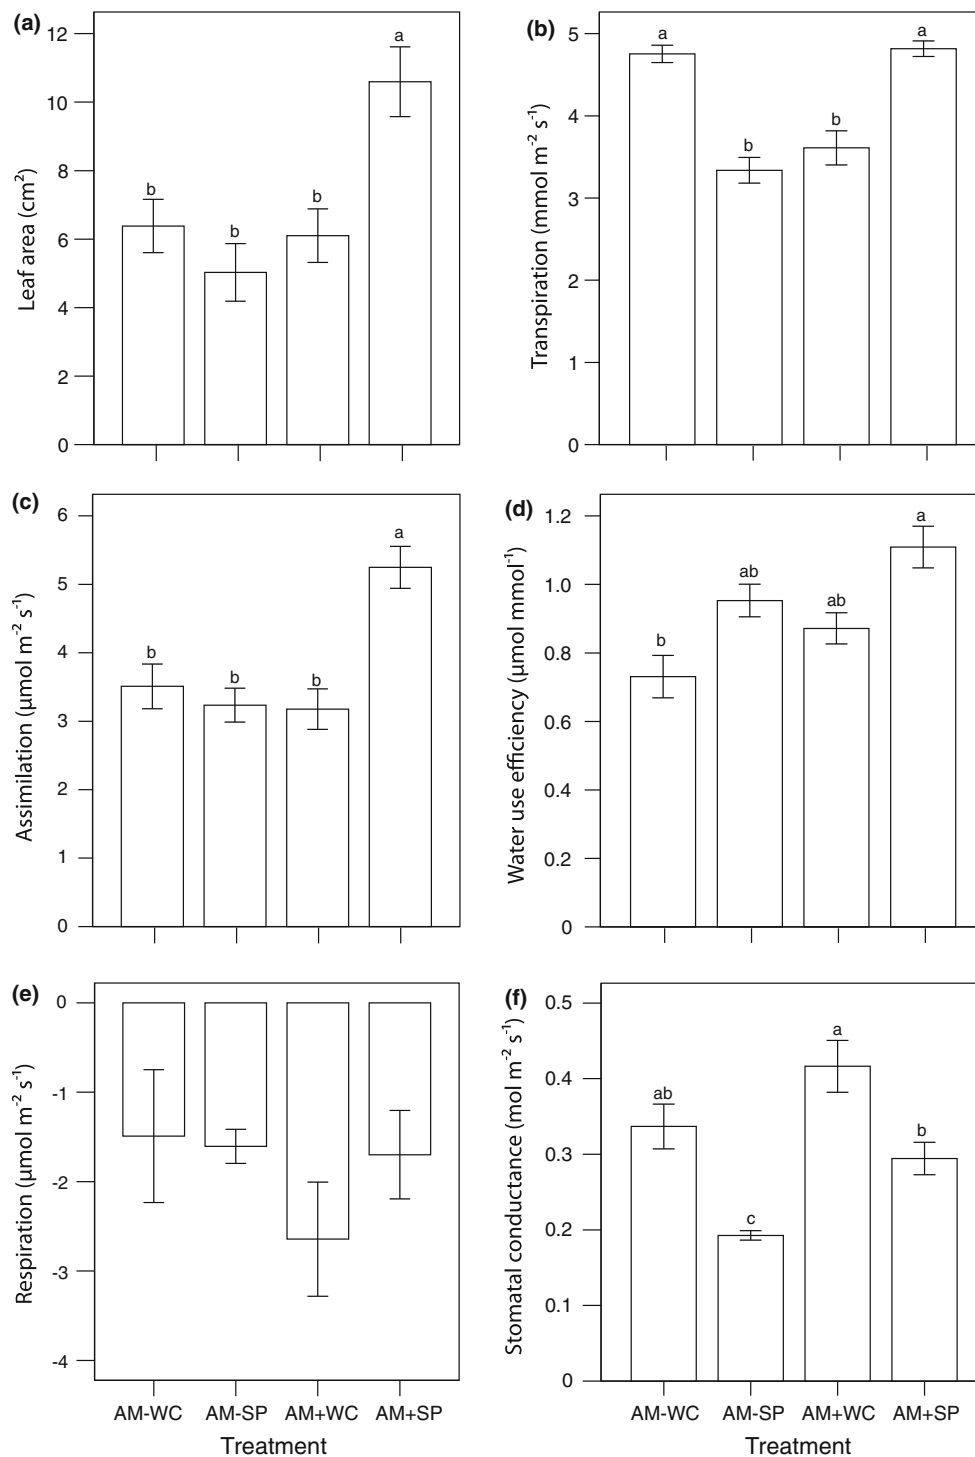 (a)
Leaf area (cm²)
12
10
8
6
4
2
0
b
b
b
a
(b)
Transpiration (mmol m⁻² s⁻¹)
5
4
3
2
1
0
a
b
b
a
(c)
Assimilation (µmol m⁻² s⁻¹)
6
5
4
3
2
1
0
b
b
b
a
(d)
Water use efficiency (µmol mmol⁻¹)
1.2
1.0
0.8
0.6
0.4
0.2
0
b
ab
ab
a
(e)
Respiration (µmol m⁻² s⁻¹)
0
-1
-2
-3
-4
AM-WC AM-SP AM+WC AM+SP
Treatment
(f)
Stomatal conductance (mol m⁻² s⁻¹)
0.5
0.4
0.3
0.2
0.1
0
ab
c
a
b
AM-WC AM-SP AM+WC AM+SP
Treatment